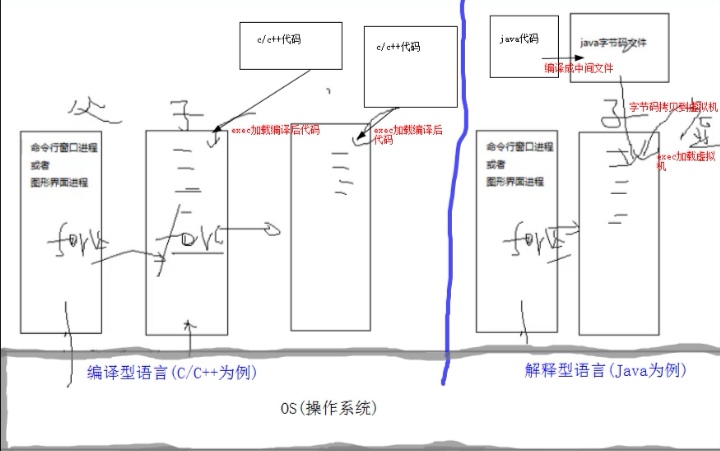 c/c++代码
c/c++代码
java代码
java字节码文件
编译成中间文件
父
子
exec加载编译后代码
exec加载编译后
代码
子
字节码拷贝到虚拟机
exec加载虚拟
机
命令行窗口进程
或者
图形界面进程
命令行窗口进程
或者
图形界面进程
fork
fork
fork
编译型语言(C/C++为例)
解释型语言(Java为例)
OS(操作系统)